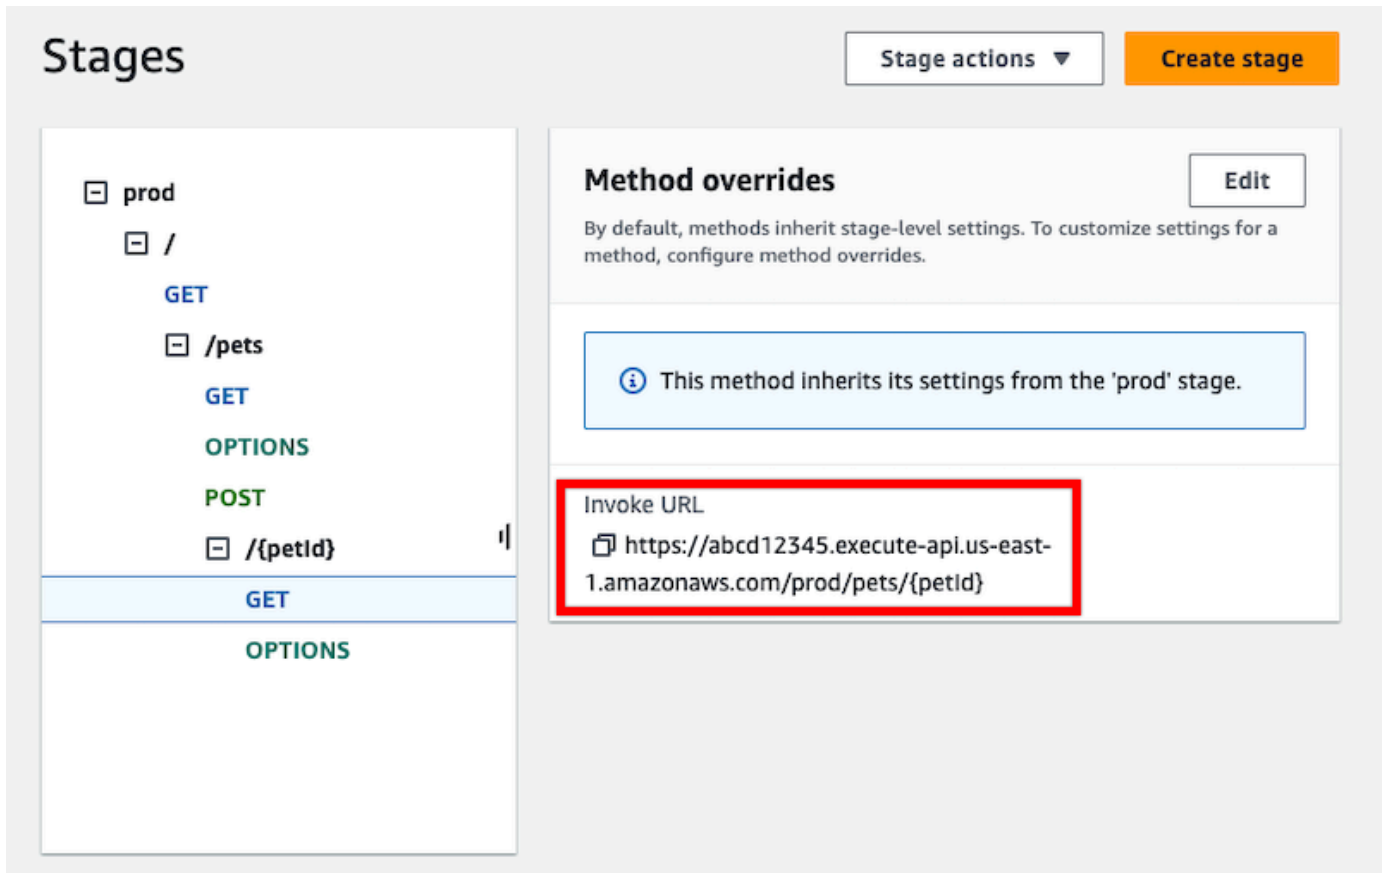 Stages
Stage actions
Create stage
prod
/
GET
/pets
GET
OPTIONS
POST
/{petId}
GET
OPTIONS
Method overrides
Edit
By default, methods inherit stage-level settings. To customize settings for a
method, configure method overrides.
This method inherits its settings from the 'prod' stage.
Invoke URL
https://abcd12345.execute-api.us-east-
1.amazonaws.com/prod/pets/{petId}